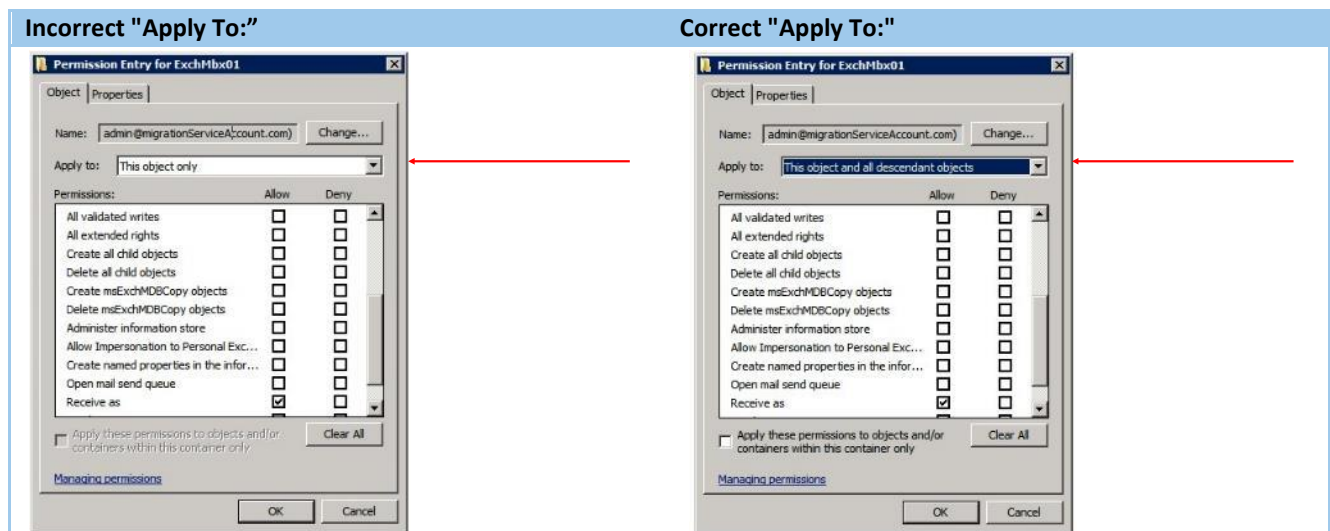 Incorrect "Apply To:”
Correct "Apply To:"
Permission Entry for ExchMbx01
Object Properties
Name: admin@migrationServiceAccount.com) Change...
Apply to: This object only
Permissions: Allow Deny
All validated writes
All extended rights
Create all child objects
Delete all child objects
Create msExchMDBCopy objects
Delete msExchMDBCopy objects
Administer information store
Allow Impersonation to Personal Exc...
Create named properties in the infor...
Open mail send queue
Receive as
Apply these permissions to objects and/or
containers within this container only
Clear All
Managing permissions
OK Cancel
Permission Entry for ExchMbx01
Object Properties
Name: admin@migrationServiceAccount.com) Change...
Apply to: This object and all descendant objects
Permissions: Allow Deny
All validated writes
All extended rights
Create all child objects
Delete all child objects
Create msExchMDBCopy objects
Delete msExchMDBCopy objects
Administer information store
Allow Impersonation to Personal Exc...
Create named properties in the infor...
Open mail send queue
Receive as
Apply these permissions to objects and/or
containers within this container only
Clear All
Managing permissions
OK Cancel